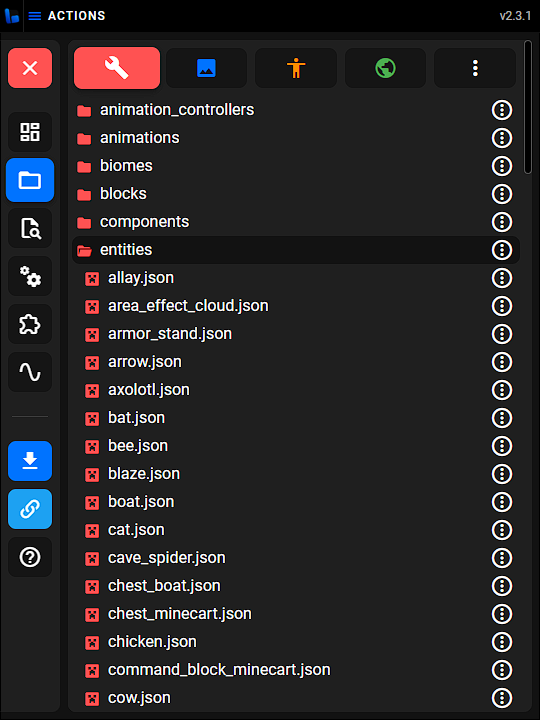 ACTIONS
v2.3.1
animation_controllers
animations
biomes
blocks
components
entities
allay.json
area_effect_cloud.json
armor_stand.json
arrow.json
axolotl.json
bat.json
bee.json
blaze.json
boat.json
cat.json
cave_spider.json
chest_boat.json
chest_minecart.json
chicken.json
command_block_minecart.json
cow.json